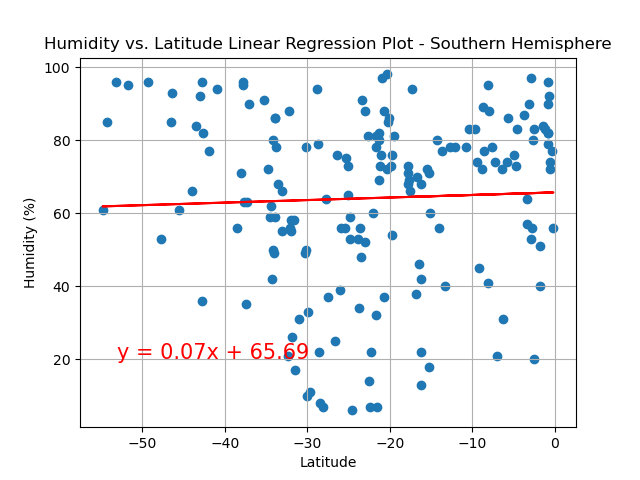 Humidity vs. Latitude Linear Regression Plot - Southern Hemisphere
100
80
60
40
20
Humidity (%)
y = 0.07x + 65.69
−50 −40 −30 −20 −10 0
Latitude